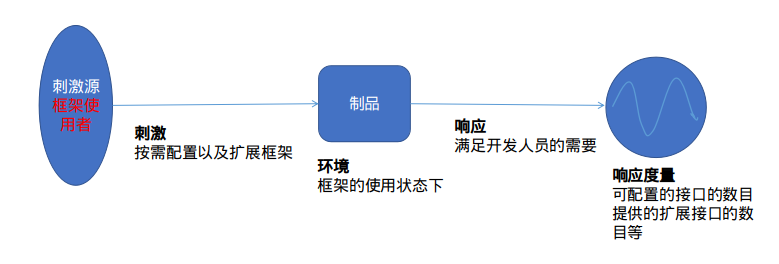 刺激源
框架使
用者
刺激
按需配置以及扩展框架
制品
环境
框架的使用状态下
响应
满足开发人员的需要
响应度量
可配置的接口的数目
提供的扩展接口的数
目等